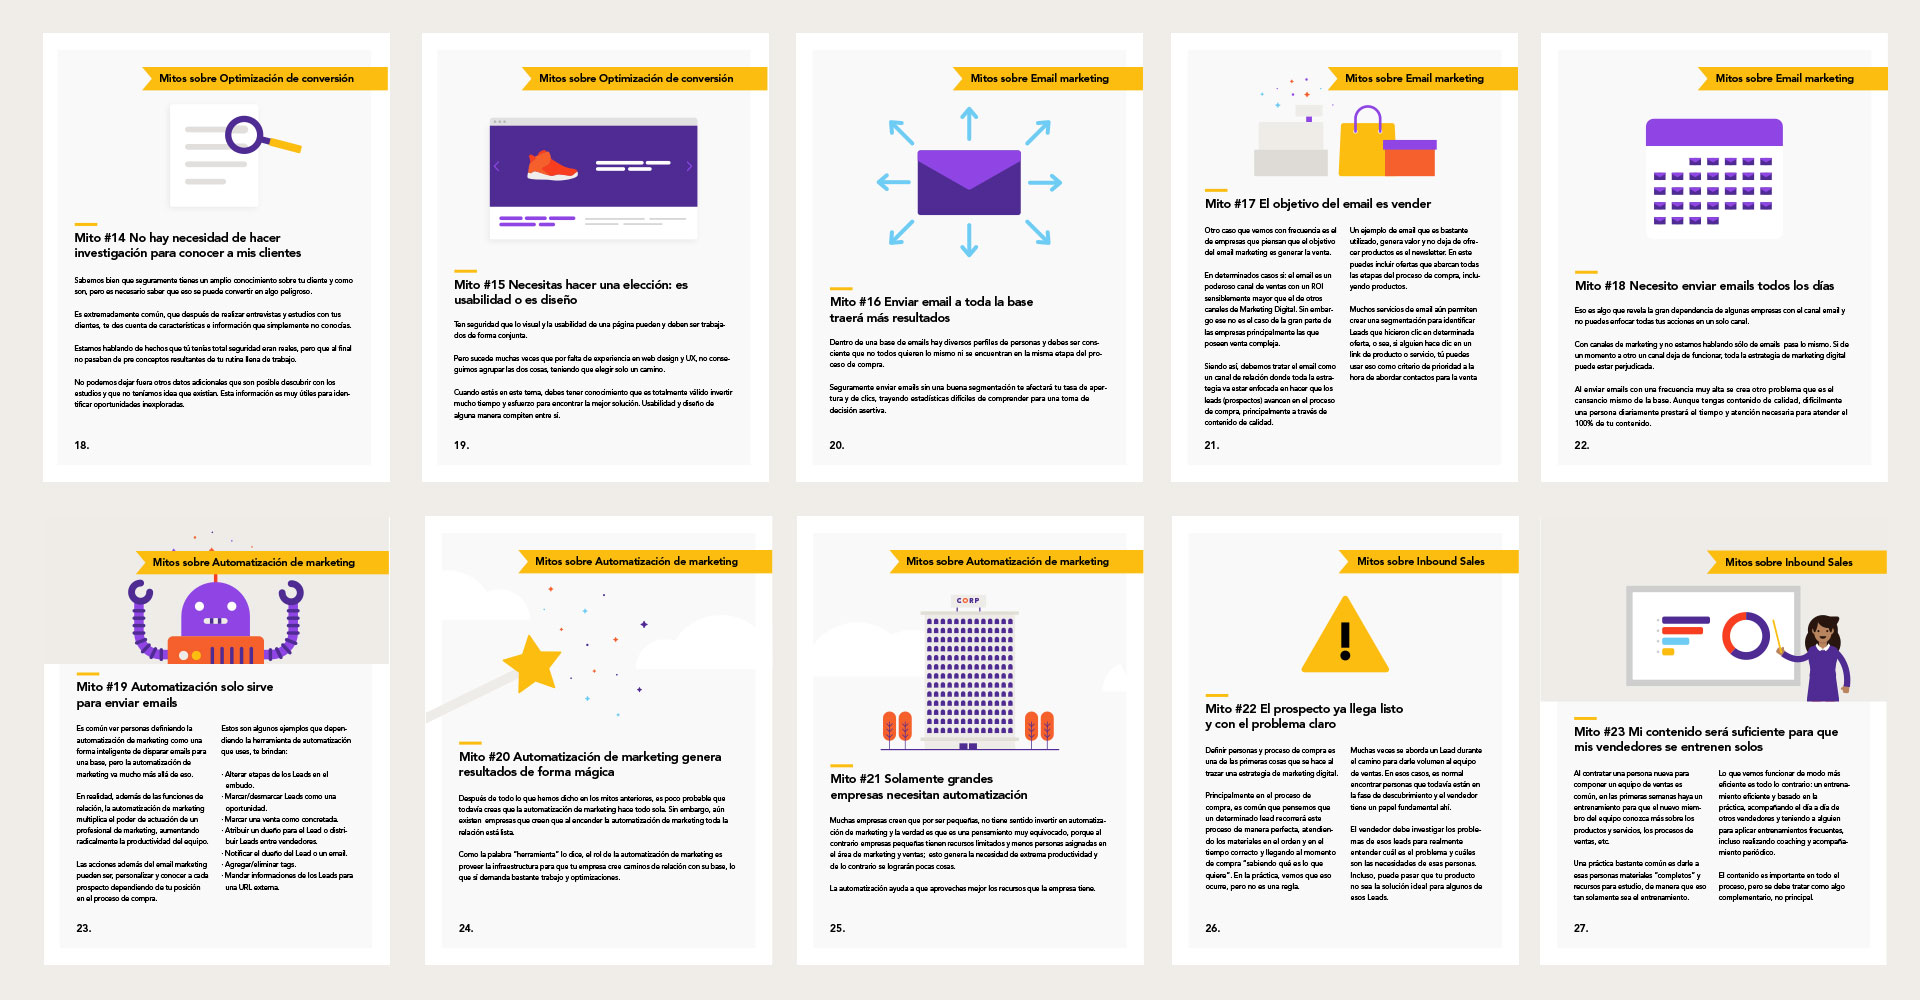 Mitos sobre Optimización de conversión
Mito #14 No hay necesidad de hacer
investigación para conocer a mis clientes
Sabemos bien que seguramente tienes un amplio conocimiento sobre tu cliente y como
son, pero es necesario saber que eso se puede convertir en algo peligroso.
Es extremadamente común, que después de realizar entrevistas y estudios con tus
clientes, te des cuenta de características e información que simplemente no conocías.
Estamos hablando de hechos que tú tenías total seguridad eran reales, pero que al final
no pasaban de pre conceptos resultantes de tu rutina llena de trabajo.
No podemos dejar fuera otros datos adicionales que son posible descubrir con los
estudios y que no teníamos idea que existían. Esta información es muy útiles para iden-
tificar oportunidades inexploradas.
18.
Mitos sobre Optimización de conversión
Mito #15 Necesitas hacer una elección: es
usabilidad o es diseño
Ten seguridad que lo visual y la usabilidad de una página pueden y deben ser trabaja-
dos de forma conjunta.
Pero sucede muchas veces que por falta de experiencia en web design y UX, no conse-
guimos agrupar las dos cosas, teniendo que elegir solo un camino.
Cuando estés en este tema, debes tener conocimiento que es totalmente válido invertir
mucho tiempo y esfuerzo para encontrar la mejor solución. Usabilidad y diseño de
alguna manera compiten entre sí.
19.
Mitos sobre Email marketing
Mito #16 Enviar email a toda la base
traerá más resultados
Dentro de una base de emails hay diversos perfiles de personas y debes ser cons-
ciente que no todos quieren lo mismo ni se encuentran en la misma etapa del pro-
ceso de compra.
Seguramente enviar emails sin una buena segmentación te afectará tu tasa de aper-
tura y de clics, trayendo estadísticas difíciles de comprender para una toma de
decisión asertiva.
20.
Mitos sobre Email marketing
Mito #17 El objetivo del email es vender
Otro caso que vemos con frecuencia es el
de empresas que piensan que el objetivo
del email marketing es generar la venta.
En determinados casos sí: el email es un
poderoso canal de ventas con un ROI
sensiblemente mayor que el de otros
canales de Marketing Digital. Sin embar-
go ese no es el caso de la gran parte de
las empresas principalmente las que
poseen venta compleja.
Siendo así, debemos tratar el email como
un canal de relación donde toda la estra-
tegia va estar enfocada en hacer que los
leads (prospectos) avancen en el proceso
de compra, principalmente a través de
contenido de calidad.
Un ejemplo de email que es bastante
utilizado, genera valor y no deja de ofre-
cer productos es el newsletter. En este
puedes incluir ofertas que abarcan todas
las etapas del proceso de compra, inclu-
yendo productos.
Muchos servicios de email aún permiten
crear una segmentación para identificar
Leads que hicieron clic en determinada
oferta, o sea, si alguien hace clic en un
link de producto o servicio, tú puedes
usar eso como criterio de prioridad a la
hora de abordar contactos para la venta
21.
Mitos sobre Email marketing
Mito #18 Necesito enviar emails todos los días
Eso es algo que revela la gran dependencia de algunas empresas con el canal email y
no puedes enfocar todas tus acciones en un solo canal.
Con canales de marketing y no estamos hablando sólo de emails pasa lo mismo. Si de
un momento a otro un canal deja de funcionar, toda la estrategia de marketing digital
puede estar perjudicada.
Al enviar emails con una frecuencia muy alta se crea otro problema que es el
cansancio mismo de la base. Aunque tengas contenido de calidad, difícilmente
una persona diariamente prestará el tiempo y atención necesaria para atender el
100% de tu contenido.
22.
Mitos sobre Automatización de marketing
Mito #19 Automatización solo sirve
para enviar emails
Es común ver personas definiendo la
automatización de marketing como una
forma inteligente de disparar emails para
una base, pero la automatización de
marketing va mucho más allá de eso.
En realidad, además de las funciones de
relación, la automatización de marketing
multiplica el poder de actuación de un
profesional de marketing, aumentando
radicalmente la productividad del equipo.
Las acciones además del email marketing
pueden ser, personalizar y conocer a cada
prospecto dependiendo de tu posición
en el proceso de compra.
Estos son algunos ejemplos que depen-
diendo la herramienta de automatización
que uses, te brindan:
· Alterar etapas de los Leads en el
embudo.
· Marcar/desmarcar Leads como una
oportunidad.
· Marcar una venta como concretada.
· Atribuir un dueño para el Lead o distri-
buir Leads entre vendedores.
· Notificar el dueño del Lead o un email.
· Agregar/eliminar tags.
· Mandar informaciones de los Leads para
una URL externa.
23.
Mitos sobre Automatización de marketing
Mito #20 Automatización de marketing genera
resultados de forma mágica
Después de todo lo que hemos dicho en los mitos anteriores, es poco probable que
todavía creas que la automatización de marketing hace todo sola. Sin embargo, aún
existen empresas que creen que al encender la automatización de marketing toda la
relación está lista.
Como la palabra "herramienta" lo dice, el rol de la automatización de marketing es
proveer la infraestructura para que tu empresa cree caminos de relación con su base, lo
que sí demanda bastante trabajo y optimizaciones.
24.
Mitos sobre Automatización de marketing
CORP
Mito #21 Solamente grandes
empresas necesitan automatización
Muchas empresas creen que por ser pequeñas, no tiene sentido invertir en automatiza-
ción de marketing y la verdad es que es una pensamiento muy equivocado, porque al
contrario empresas pequeñas tienen recursos limitados y menos personas asignadas en
el área de marketing y ventas; esto genera la necesidad de extrema productividad y
de lo contrario se lograrán pocas cosas.
La automatización ayuda a que aproveches mejor los recursos que la empresa tiene.
25.
Mitos sobre Inbound Sales
Mito #22 El prospecto ya llega listo
y con el problema claro
Definir personas y proceso de compra es
una de las primeras cosas que se hace al
trazar una estrategia de marketing digital.
Principalmente en el proceso de
compra, es común que pensemos que
un determinado lead recorrerá este
proceso de manera perfecta, atendien-
do los materiales en el orden y en el
tiempo correcto y llegando al momento
de compra "sabiendo qué es lo que
quiere". En la práctica, vemos que eso
ocurre, pero no es una regla.
Muchas veces se aborda un Lead durante
el camino para darle volumen al equipo
de ventas. En esos casos, es normal
encontrar personas que todavía están en
la fase de descubrimiento y el vendedor
tiene un papel fundamental ahí.
El vendedor debe investigar los proble-
mas de esos leads para realmente
entender cuál es el problema y cuáles
son las necesidades de esas personas.
Incluso, puede pasar que tu producto
no sea la solución ideal para algunos de
esos Leads.
26.
Mitos sobre Inbound Sales
Mito #23 Mi contenido será suficiente para que
mis vendedores se entrenen solos
Al contratar una persona nueva para
componer un equipo de ventas es
común, en las primeras semanas haya un
entrenamiento para que el nuevo miem-
bro del equipo conozca más sobre los
productos y servicios, los procesos de
ventas, etc.
Una práctica bastante común es darle a
esas personas materiales "completos" y
recursos para estudio, de manera que eso
tan solamente sea el entrenamiento.
Lo que vemos funcionar de modo más
eficiente es todo lo contrario: un entrena-
miento eficiente y basado en la
práctica, acompañando el día a día de
otros vendedores y teniendo a alguien
para aplicar entrenamientos frecuentes,
incluso realizando coaching y acompaña-
miento periódico.
El contenido es importante en todo el
proceso, pero se debe tratar como algo
complementario, no principal.
27.